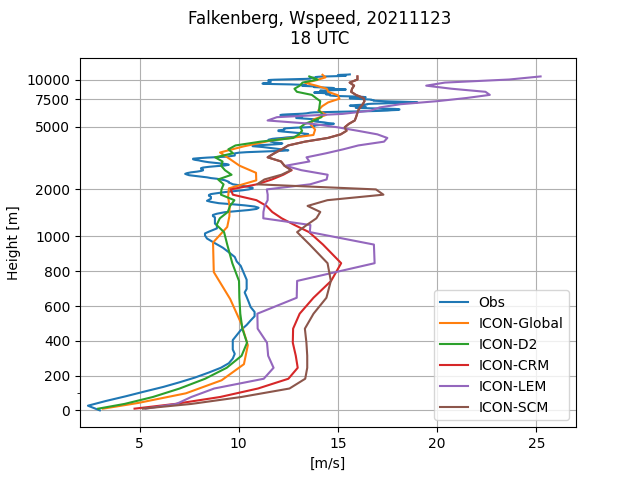 Falkenberg, Wspeed, 20211123
18 UTC
Height [m]
10000
7500
5000
2000
1000
800
600
400
200
0
Obs
ICON-Global
ICON-D2
ICON-CRM
ICON-LEM
ICON-SCM
5 10 15 20 25
[m/s]